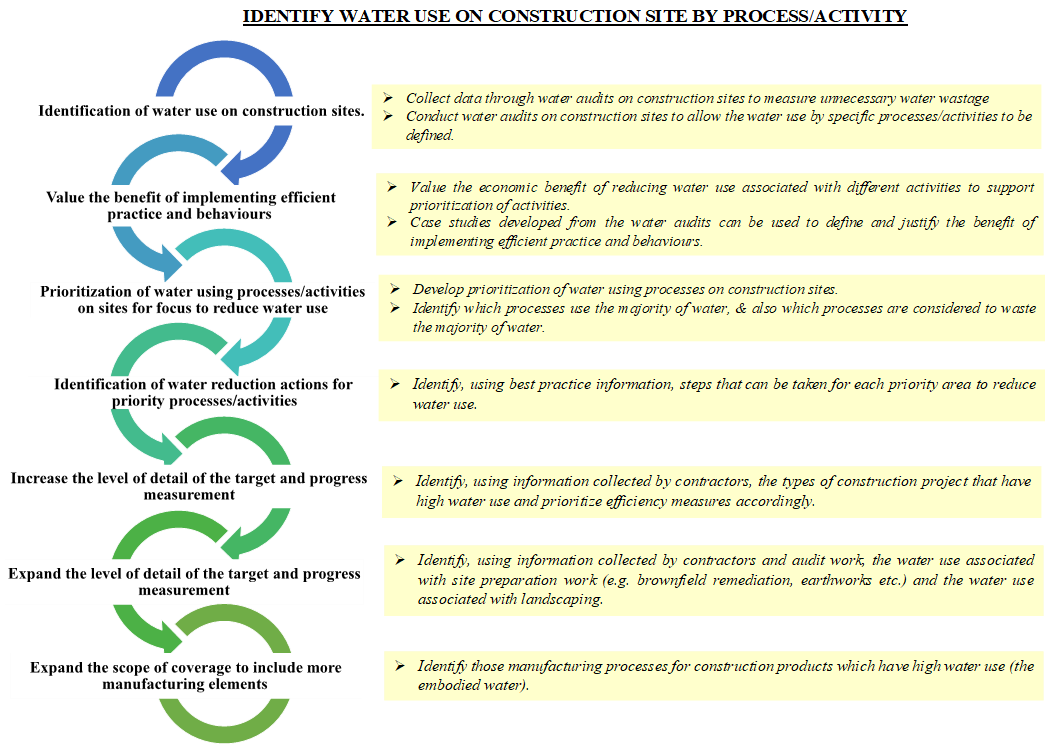 IDENTIFY WATER USE ON CONSTRUCTION SITE BY PROCESS/ACTIVITY
Identification of water use on construction sites.
➢ Collect data through water audits on construction sites to measure unnecessary water wastage
➢ Conduct water audits on construction sites to allow the water use by specific processes/activities to be
defined.
Value the benefit of implementing efficient
practice and behaviours
➢ Value the economic benefit of reducing water use associated with different activities to support
prioritization of activities.
➢ Case studies developed from the water audits can be used to define and justify the benefit of
implementing efficient practice and behaviours.
Prioritization of water using processes/activities
on sites for focus to reduce water use
➢ Develop prioritization of water using processes on construction sites.
➢ Identify which processes use the majority of water, & also which processes are considered to waste
the majority of water.
Identification of water reduction actions for
priority processes/activities
➢ Identify, using best practice information, steps that can be taken for each priority area to reduce
water use.
Increase the level of detail of the target and progress
measurement
➢ Identify, using information collected by contractors, the types of construction project that have
high water use and prioritize efficiency measures accordingly.
Expand the level of detail of the target and progress
measurement
➢ Identify, using information collected by contractors and audit work, the water use associated
with site preparation work (e.g. brownfield remediation, earthworks etc.) and the water use
associated with landscaping.
Expand the scope of coverage to include more
manufacturing elements
➢ Identify those manufacturing processes for construction products which have high water use (the
embodied water).